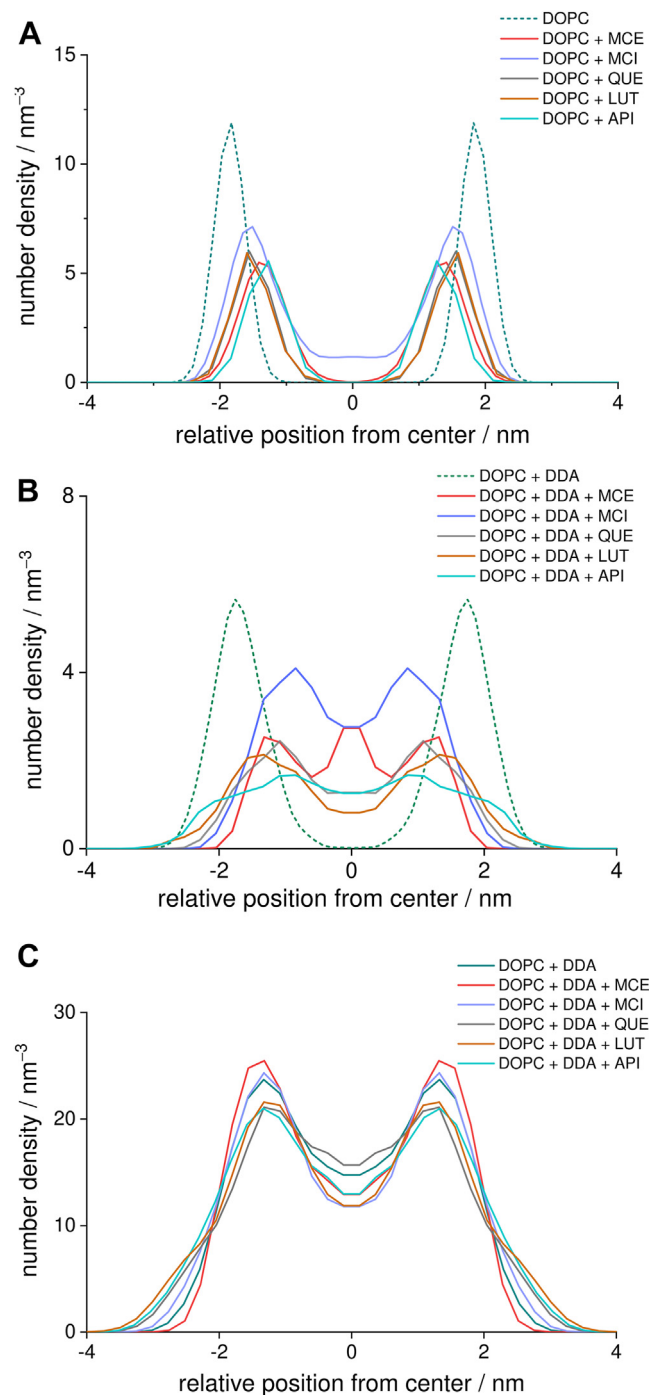 A
DOPC
DOPC + MCE
DOPC + MCI
DOPC + QUE
DOPC + LUT
DOPC + API
15
12
9
6
3
0
number density / nm⁻³
-4 -2 0 2 4
relative position from center / nm
B
DOPC + DDA
DOPC + DDA + MCE
DOPC + DDA + MCI
DOPC + DDA + QUE
DOPC + DDA + LUT
DOPC + DDA + API
8
4
0
number density / nm⁻³
-4 -2 0 2 4
relative position from center / nm
C
DOPC + DDA
DOPC + DDA + MCE
DOPC + DDA + MCI
DOPC + DDA + QUE
DOPC + DDA + LUT
DOPC + DDA + API
30
20
10
0
number density / nm⁻³
-4 -2 0 2 4
relative position from center / nm